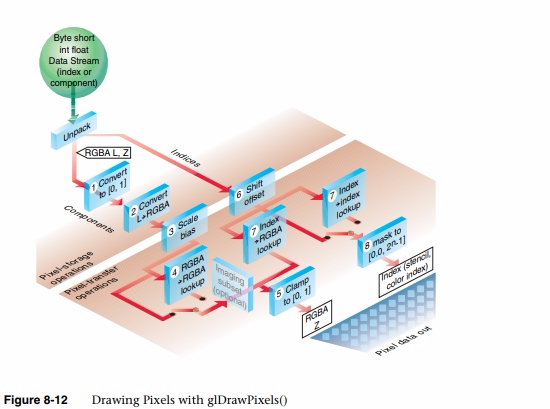 Byte short
int float
Data Stream
(index or
component)
Unpack
RGBA L, Z
Indices
1 Convert
to [0, 1]
Components
2 Convert
L→RGBA
3 Scale
bias
6 Shift
offset
7 Index
→index
lookup
7 Index
→RGBA
lookup
8 mask to
[0.0, 2n-1]
Pixel-storage
operations
Pixel-transfer
operations
4 RGBA
→RGBA
lookup
Imaging
subset
(optional)
5 Clamp
to [0, 1]
Index (stencil,
color index)
RGBA
Z
Pixel data out
Figure 8-12 Drawing Pixels with glDrawPixels()